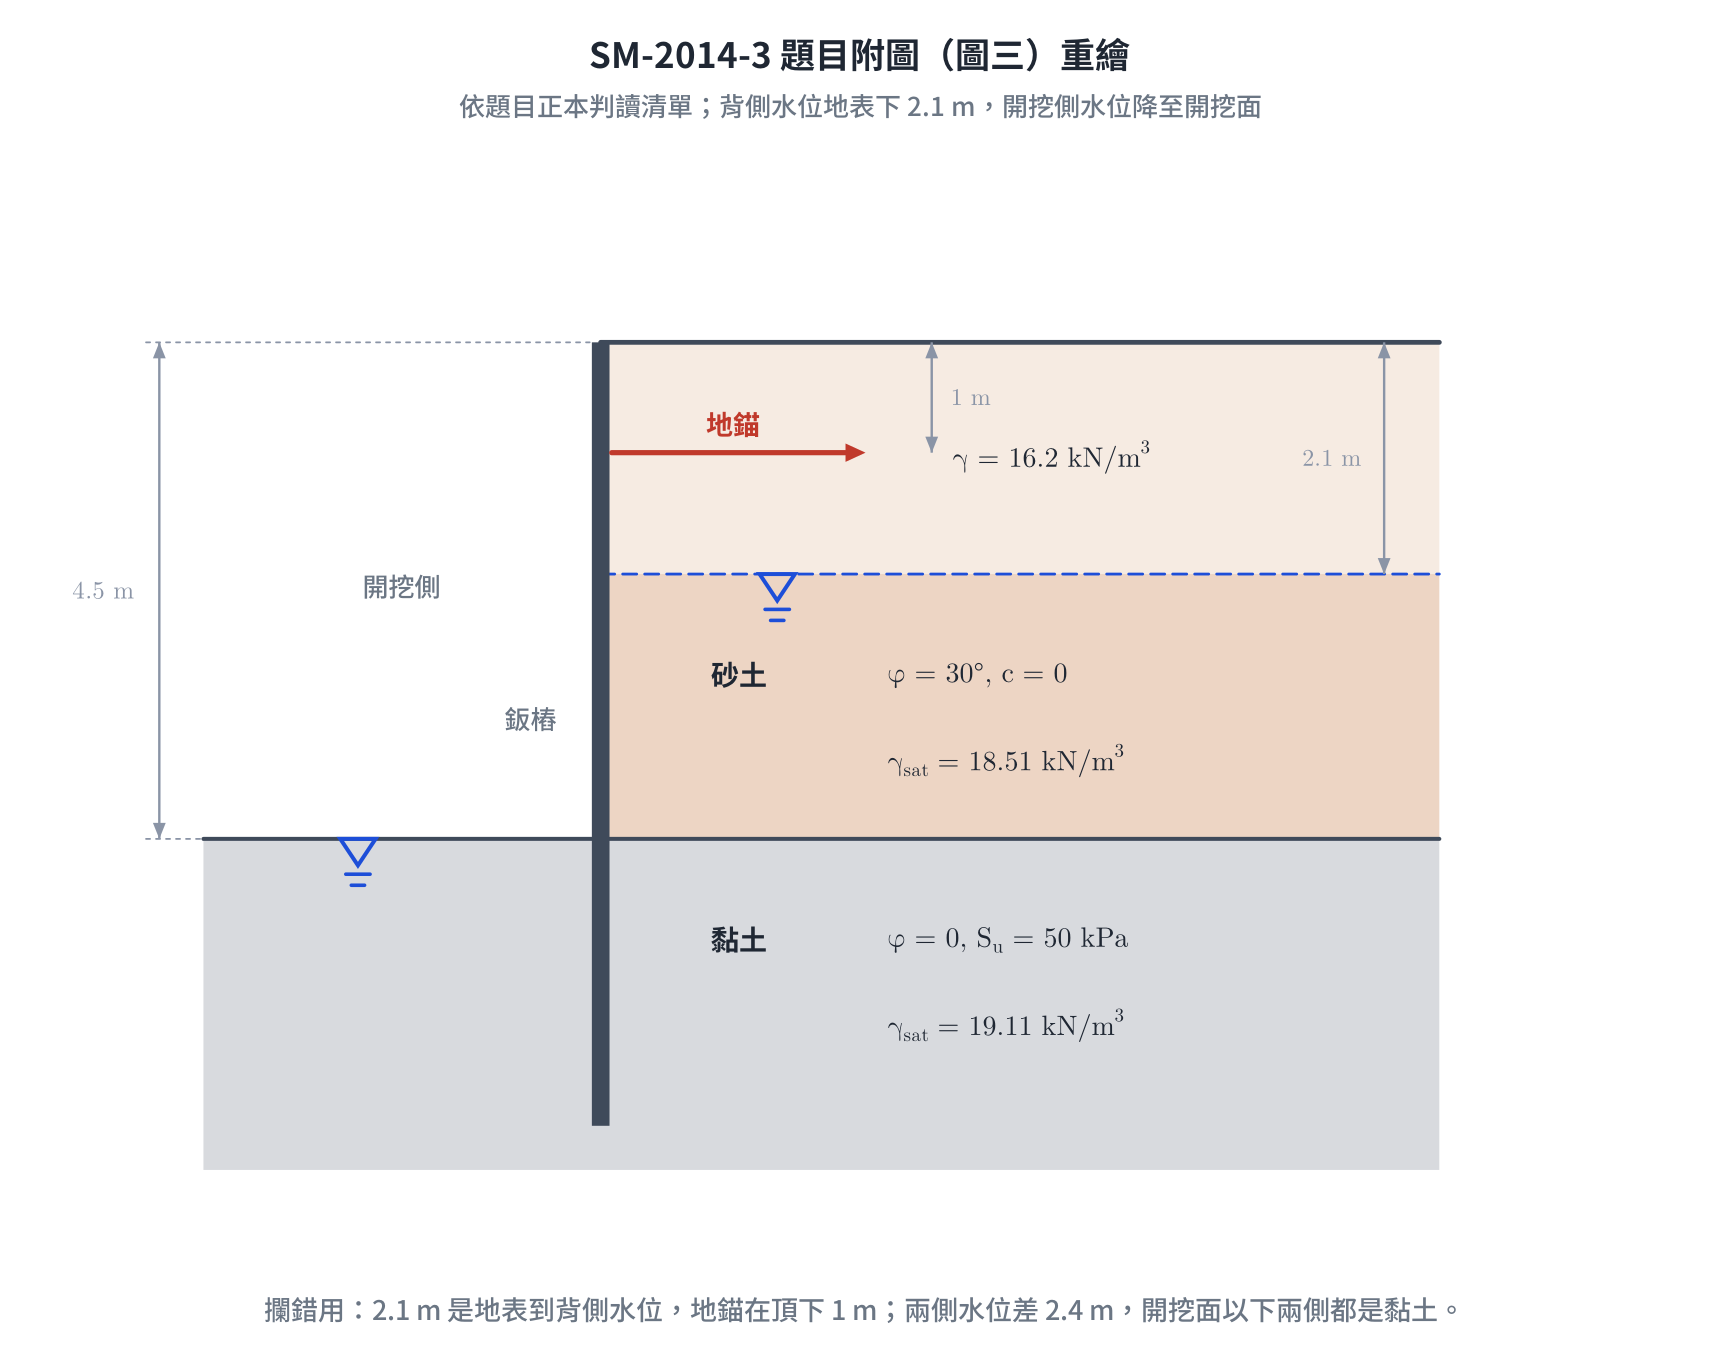 SM-2014-3 題目附圖（圖三）重繪
依題目正本判讀清單；背側水位地表下 2.1 m，開挖側水位降至開挖面
1 m
地錨
γ = 16.2 kN/m³
2.1 m
4.5 m
開挖側
砂土
φ = 30°, c = 0
鈑樁
γsat = 18.51 kN/m³
黏土
φ = 0, Su = 50 kPa
γsat = 19.11 kN/m³
攔錯用：2.1 m 是地表到背側水位，地錨在頂下 1 m；兩側水位差 2.4 m，開挖面以下兩側都是黏土。